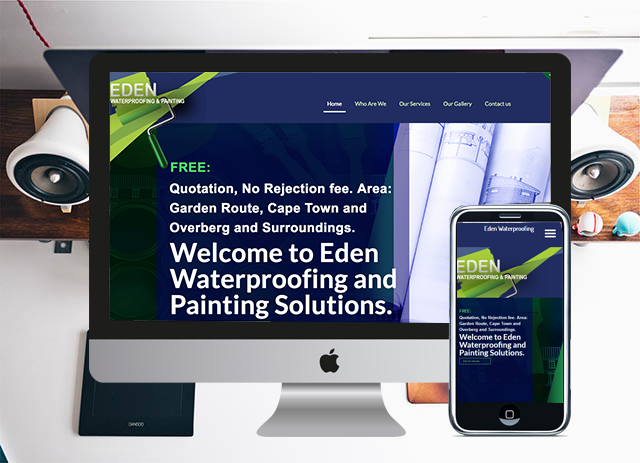 EDEN
WATERPROOFING & PAINTING
Home Who Are We Our Services Our Gallery Contact us
FREE:
Quotation, No Rejection fee. Area:
Garden Route, Cape Town and
Overberg and Surroundings.
Welcome to Eden
Waterproofing and
Painting Solutions.
Eden Waterproofing
EDEN
WATERPROOFING & PAINTING
FREE:
Quotation, No Rejection fee. Area:
Garden Route, Cape Town and
Overberg and Surroundings.
Welcome to Eden
Waterproofing and
Painting Solutions.